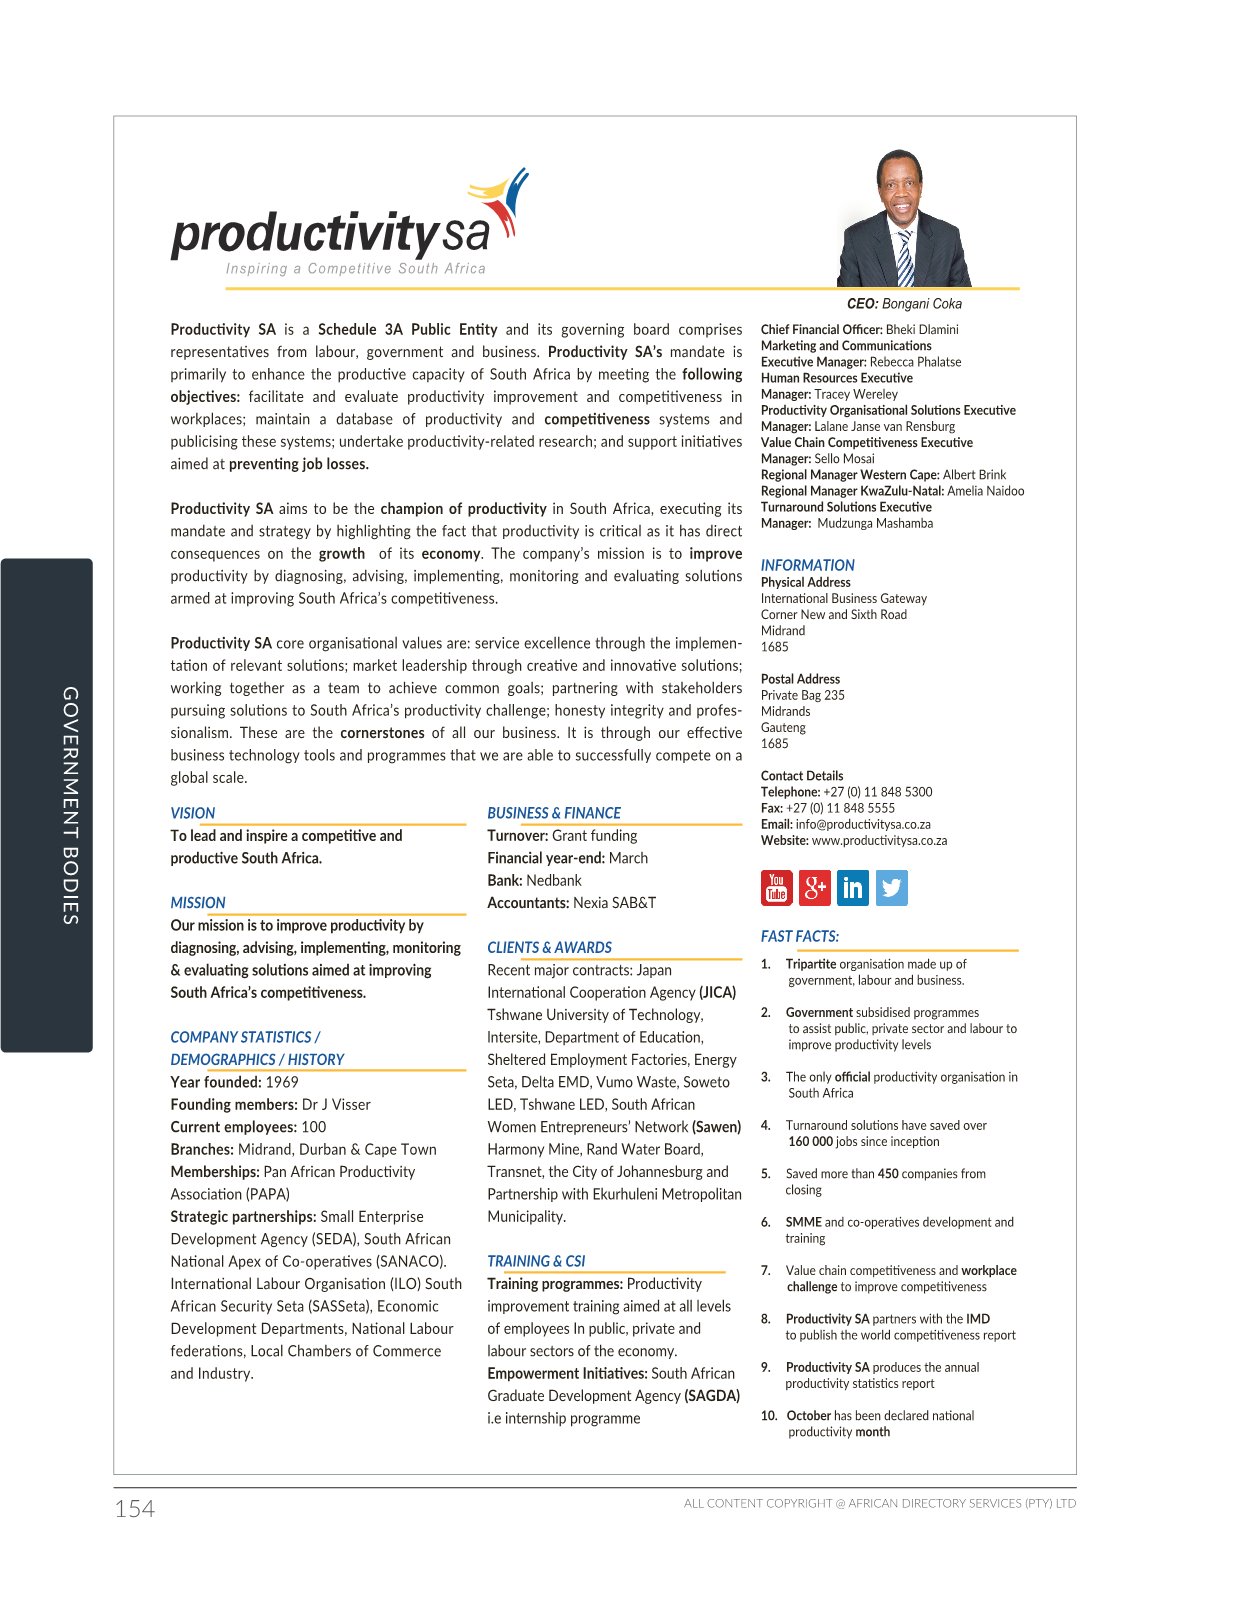 productivitysa
Inspiring a Competitive South Africa
CEO: Bongani Coka
Productivity SA is a Schedule 3A Public Entity and its governing board comprises
representatives from labour, government and business. Productivity SA's mandate is
primarily to enhance the productive capacity of South Africa by meeting the following
objectives: facilitate and evaluate productivity improvement and competitiveness in
workplaces; maintain a database of productivity and competitiveness systems and
publicising these systems; undertake productivity-related research; and support initiatives
aimed at preventing job losses.
Productivity SA aims to be the champion of productivity in South Africa, executing its
mandate and strategy by highlighting the fact that productivity is critical as it has direct
consequences on the growth of its economy. The company's mission is to improve
productivity by diagnosing, advising, implementing, monitoring and evaluating solutions
armed at improving South Africa's competitiveness.
Productivity SA core organisational values are: service excellence through the implemen-
tation of relevant solutions; market leadership through creative and innovative solutions;
working together as a team to achieve common goals; partnering with stakeholders
pursuing solutions to South Africa's productivity challenge; honesty integrity and profes-
sionalism. These are the cornerstones of all our business. It is through our effective
business technology tools and programmes that we are able to successfully compete on a
global scale.
VISION
To lead and inspire a competitive and
productive South Africa.
MISSION
Our mission is to improve productivity by
diagnosing, advising, implementing, monitoring
& evaluating solutions aimed at improving
South Africa's competitiveness.
COMPANY STATISTICS /
DEMOGRAPHICS / HISTORY
Year founded: 1969
Founding members: Dr J Visser
Current employees: 100
Branches: Midrand, Durban & Cape Town
Memberships: Pan African Productivity
Association (PAPA)
Strategic partnerships: Small Enterprise
Development Agency (SEDA), South African
National Apex of Co-operatives (SANACO).
International Labour Organisation (ILO) South
African Security Seta (SASSeta), Economic
Development Departments, National Labour
federations, Local Chambers of Commerce
and Industry.
BUSINESS & FINANCE
Turnover: Grant funding
Financial year-end: March
Bank: Nedbank
Accountants: Nexia SAB&T
CLIENTS & AWARDS
Recent major contracts: Japan
International Cooperation Agency (JICA)
Tshwane University of Technology,
Intersite, Department of Education,
Sheltered Employment Factories, Energy
Seta, Delta EMD, Vumo Waste, Soweto
LED, Tshwane LED, South African
Women Entrepreneurs' Network (Sawen)
Harmony Mine, Rand Water Board,
Transnet, the City of Johannesburg and
Partnership with Ekurhuleni Metropolitan
Municipality.
TRAINING & CSI
Training programmes: Productivity
improvement training aimed at all levels
of employees In public, private and
labour sectors of the economy.
Empowerment Initiatives: South African
Graduate Development Agency (SAGDA)
i.e internship programme
Chief Financial Officer: Bheki Dlamini
Marketing and Communications
Executive Manager: Rebecca Phalatse
Human Resources Executive
Manager: Tracey Wereley
Productivity Organisational Solutions Executive
Manager: Lalane Janse van Rensburg
Value Chain Competitiveness Executive
Manager: Sello Mosai
Regional Manager Western Cape: Albert Brink
Regional Manager KwaZulu-Natal: Amelia Naidoo
Turnaround Solutions Executive
Manager: Mudzunga Mashamba
INFORMATION
Physical Address
International Business Gateway
Corner New and Sixth Road
Midrand
1685
Postal Address
Private Bag 235
Midrands
Gauteng
1685
Contact Details
Telephone: +27 (0) 11 848 5300
Fax: +27 (0) 11 848 5555
Email: info@productivitysa.co.za
Website: www.productivitysa.co.za
You
Tube
g+
in
FAST FACTS:
1. Tripartite organisation made up of
government, labour and business.
2. Government subsidised programmes
to assist public, private sector and labour to
improve productivity levels
3. The only official productivity organisation in
South Africa
4. Turnaround solutions have saved over
160 000 jobs since inception
5. Saved more than 450 companies from
closing
6. SMME and co-operatives development and
training
7. Value chain competitiveness and workplace
challenge to improve competitiveness
8. Productivity SA partners with the IMD
to publish the world competitiveness report
9. Productivity SA produces the annual
productivity statistics report
10. October has been declared national
productivity month
GOVERNMENT BODIES
154
ALL CONTENT COPYRIGHT @ AFRICAN DIRECTORY SERVICES (PTY) LTD